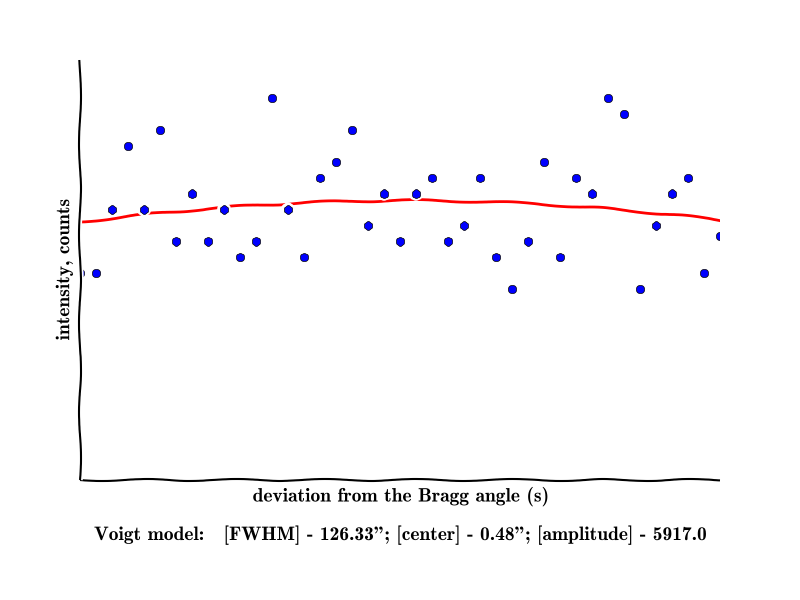 intensity, counts
deviation from the Bragg angle (s)
Voigt model: [FWHM] - 126.33”; [center] - 0.48”; [amplitude] - 5917.0